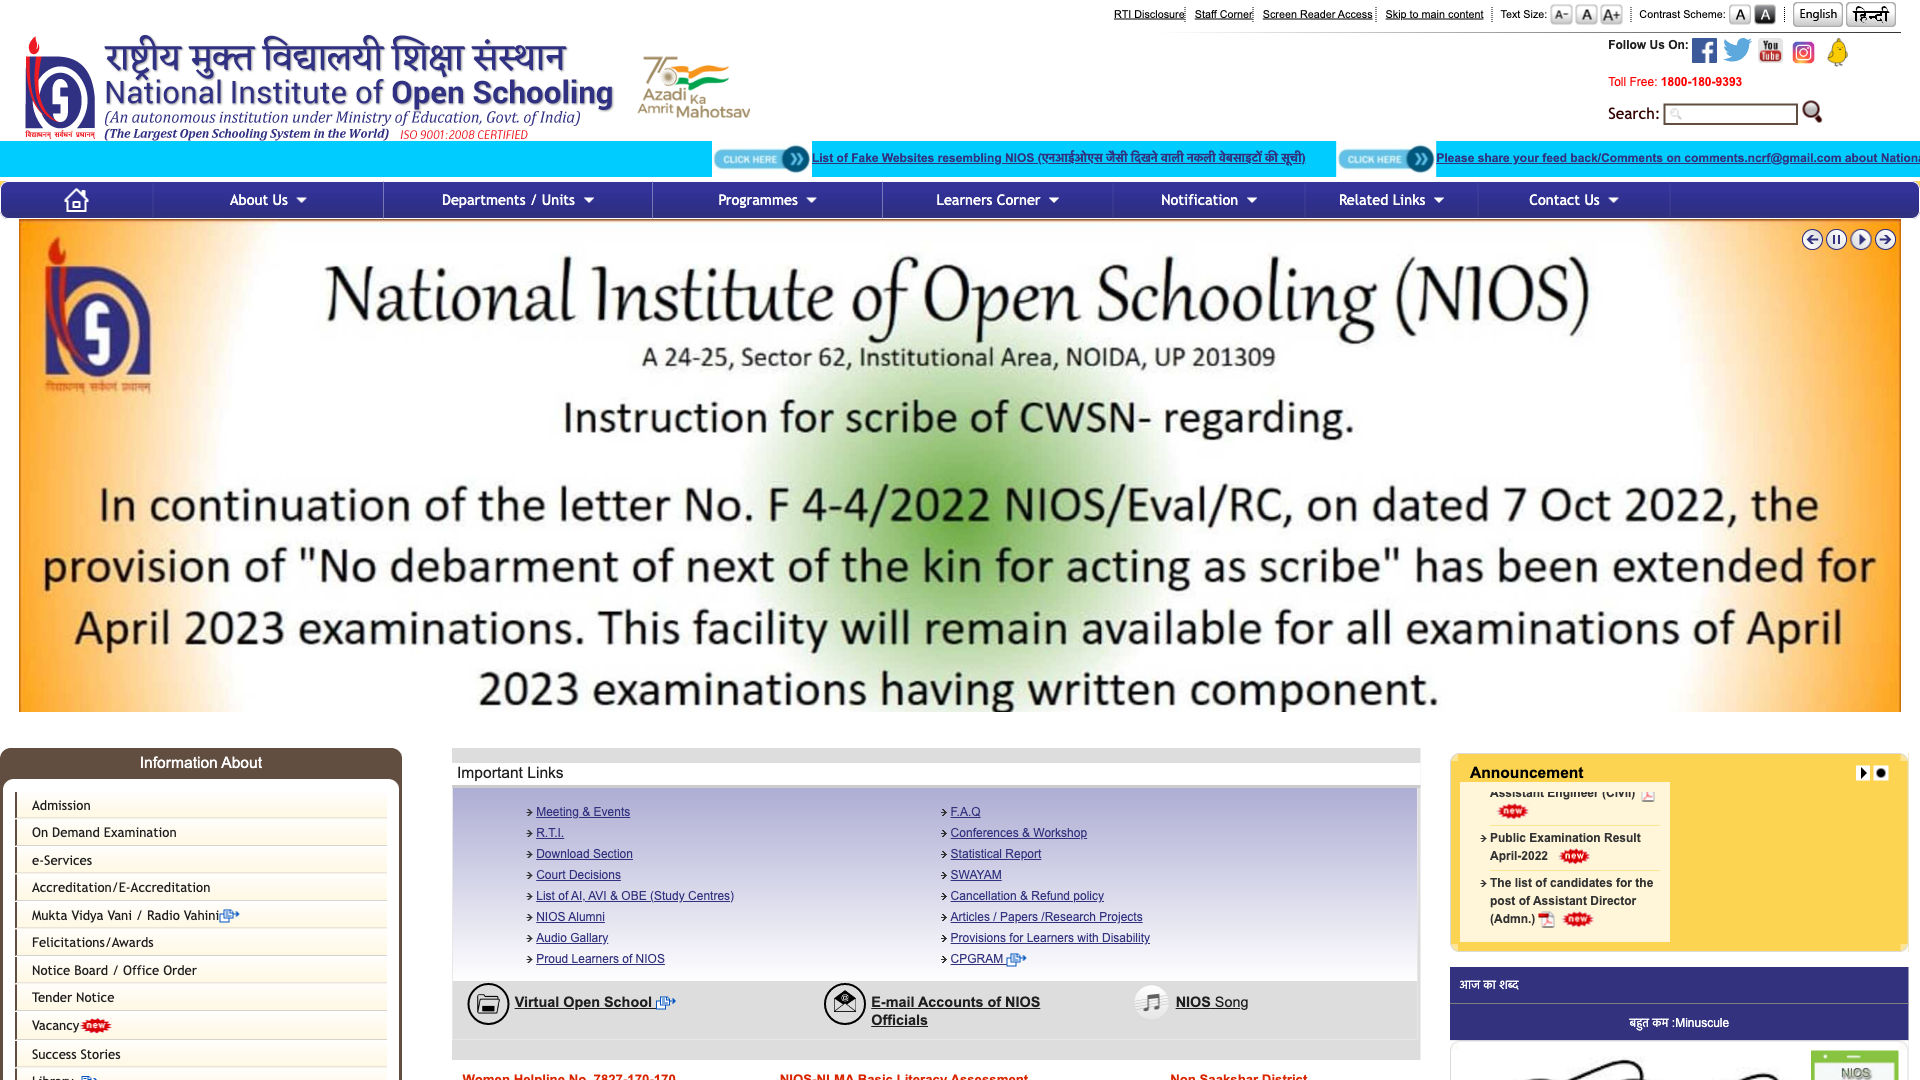 RTI Disclosure Staff Corner Screen Reader Access Skip to main content Text Size: A- A A+ Contrast Scheme: A A English हिन्दी
राष्ट्रीय मुक्त विद्यालयी शिक्षा संस्थान
National Institute of Open Schooling
(An autonomous institution under Ministry of Education, Govt. of India)
(The Largest Open Schooling System in the World) ISO 9001:2008 CERTIFIED
विद्याधनम् सर्वधनं प्रधानम्
75
Azadi Ka
Amrit Mahotsav
Follow Us On: You Tube
Toll Free: 1800-180-9393
Search:
CLICK HERE List of Fake Websites resembling NIOS (एनआईओएस जैसी दिखने वाली नकली वेबसाइटों की सूची) CLICK HERE Please share your feed back/Comments on comments.ncrf@gmail.com about Nationa
About Us Departments / Units Programmes Learners Corner Notification Related Links Contact Us
National Institute of Open Schooling (NIOS)
A 24-25, Sector 62, Institutional Area, NOIDA, UP 201309
विद्याधनम् सर्वधनं प्रधानम्
Instruction for scribe of CWSN- regarding.
In continuation of the letter No. F 4-4/2022 NIOS/Eval/RC, on dated 7 Oct 2022, the
provision of "No debarment of next of the kin for acting as scribe" has been extended for
April 2023 examinations. This facility will remain available for all examinations of April
2023 examinations having written component.
Information About
Admission
On Demand Examination
e-Services
Accreditation/E-Accreditation
Mukta Vidya Vani / Radio Vahini
Felicitations/Awards
Notice Board / Office Order
Tender Notice
Vacancy new
Success Stories
Library
Important Links
Meeting & Events
R.T.I.
Download Section
Court Decisions
List of AI, AVI & OBE (Study Centres)
NIOS Alumni
Audio Gallary
Proud Learners of NIOS
F.A.Q
Conferences & Workshop
Statistical Report
SWAYAM
Cancellation & Refund policy
Articles / Papers /Research Projects
Provisions for Learners with Disability
CPGRAM
Virtual Open School
E-mail Accounts of NIOS
Officials
NIOS Song
Women Helpline No. 7827-170-170
NIOS-NLMA Basic Literacy Assessment
Non Saakshar District
Announcement
Assistant Engineer (Civil)
new
Public Examination Result
April-2022 new
The list of candidates for the
post of Assistant Director
(Admn.) new
आज का शब्द
बहुत कम :Minuscule
NIOS